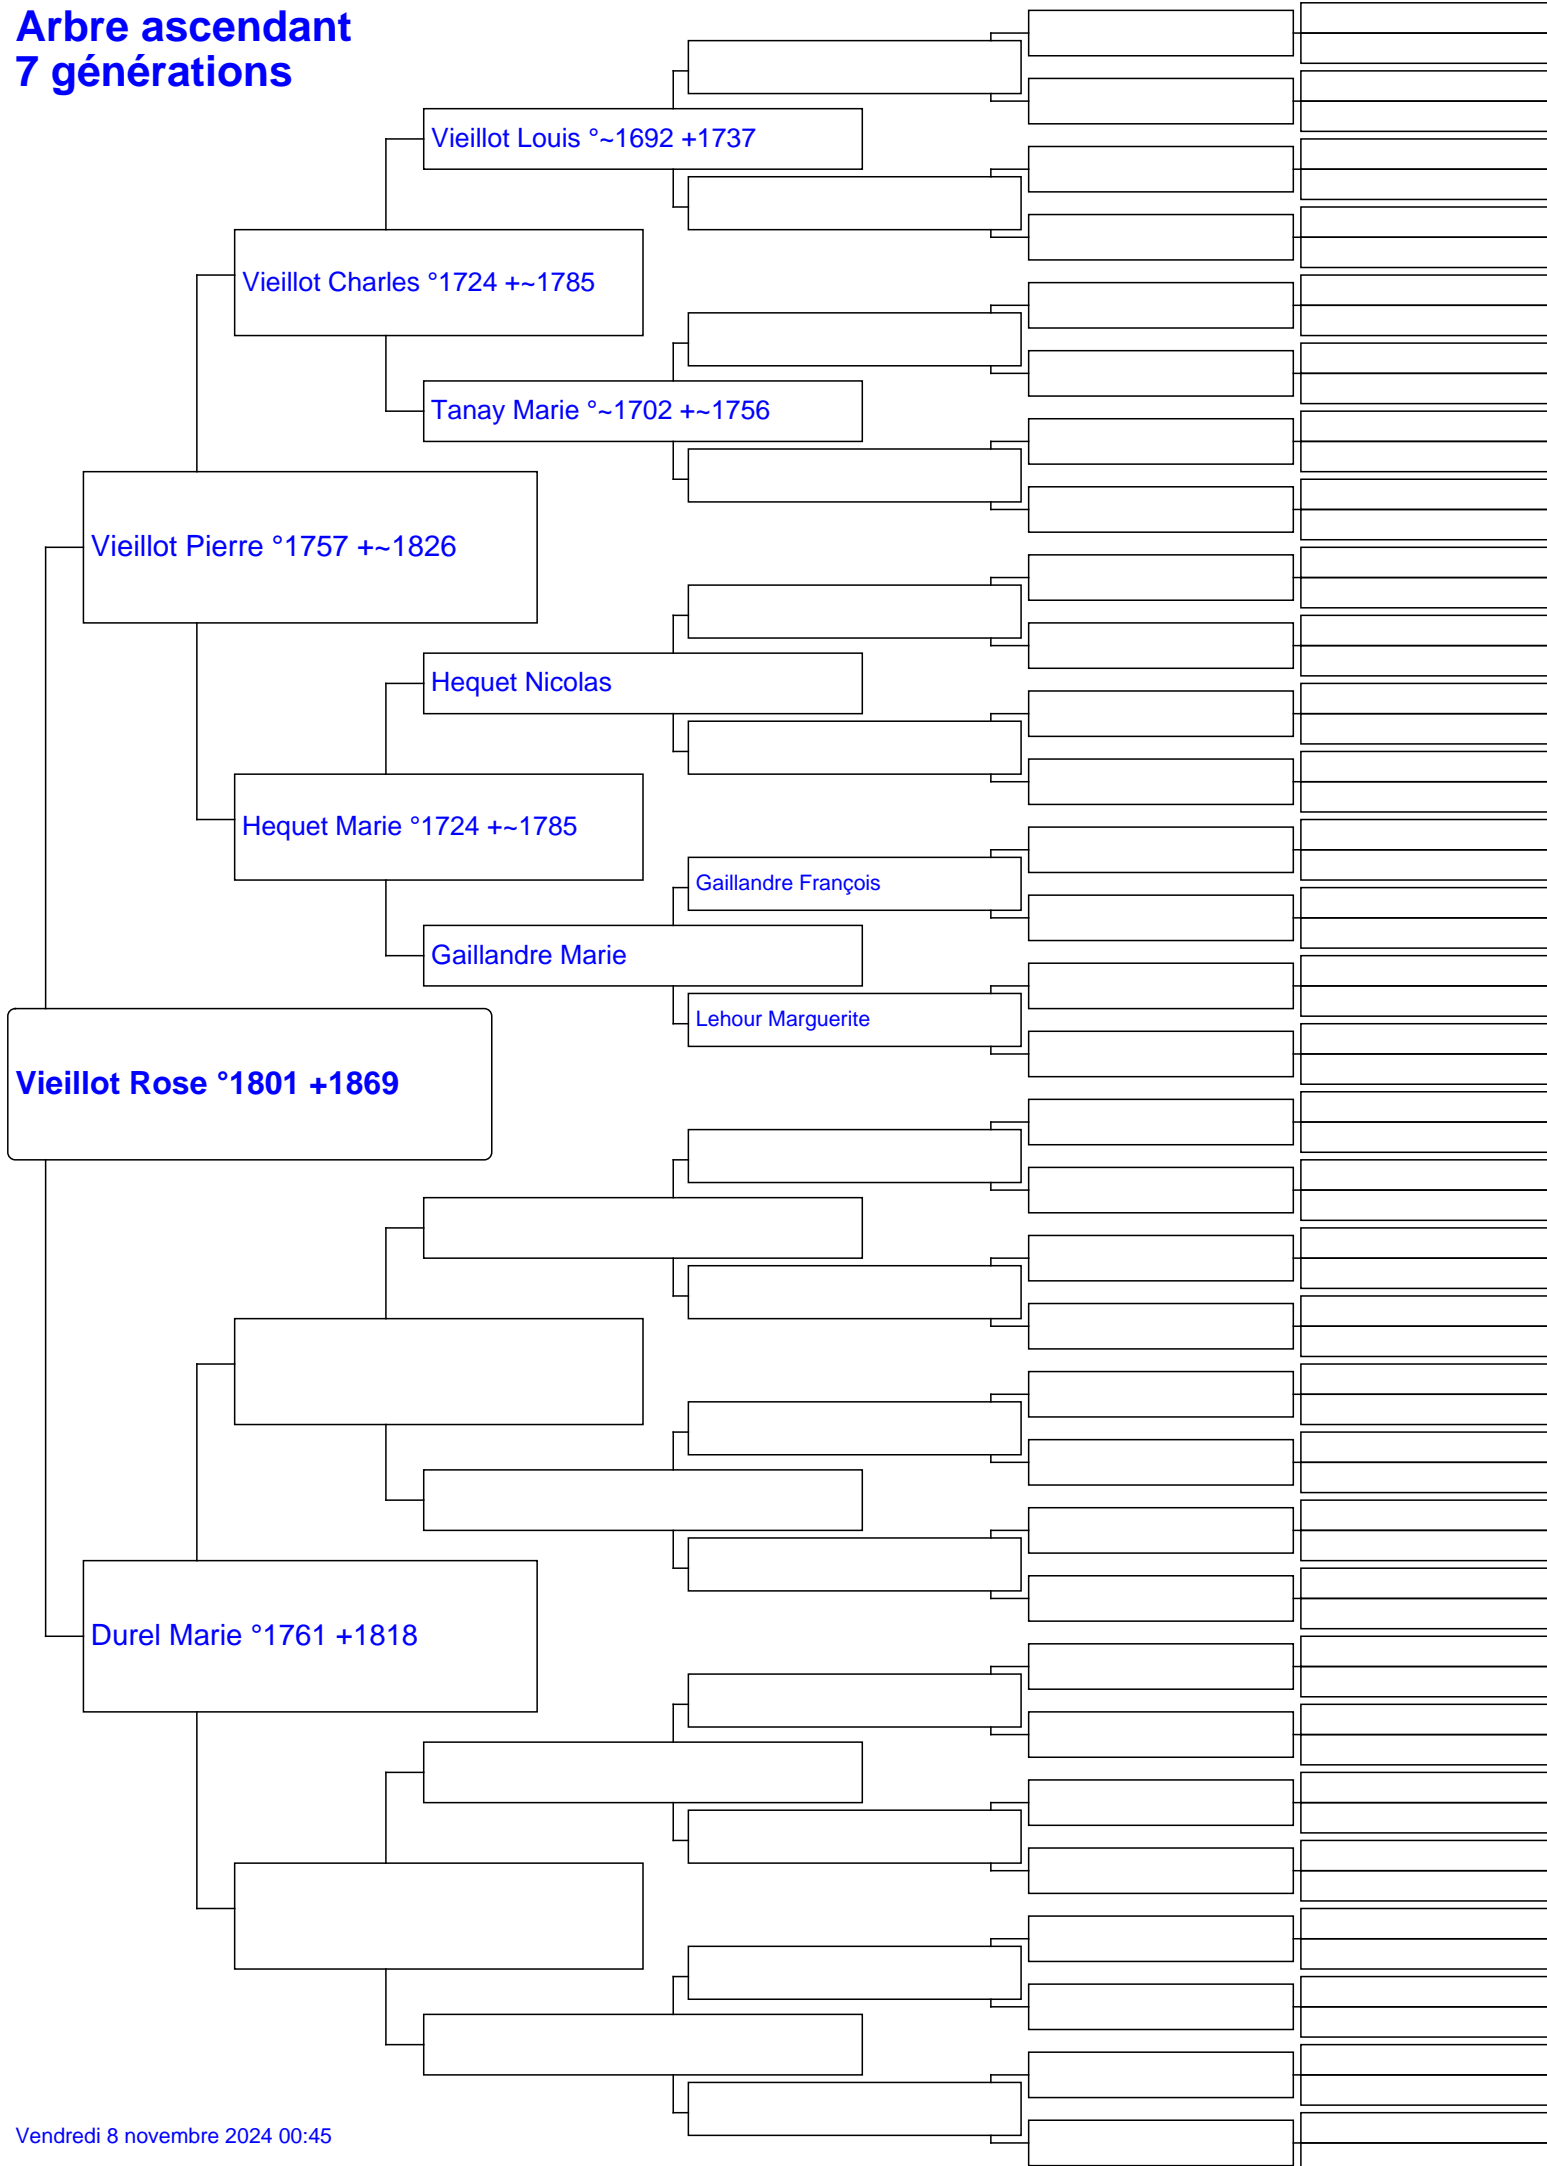 Arbre ascendant
7 générations
Vieillot Louis °~1692 +1737
Vieillot Charles °1724 +~1785
Tanay Marie °~1702 +~1756
Vieillot Pierre °1757 +~1826
Hequet Nicolas
Hequet Marie °1724 +~1785
Gaillandre François
Gaillandre Marie
Lehour Marguerite
Vieillot Rose °1801 +1869
Durel Marie °1761 +1818
Vendredi 8 novembre 2024 00:45